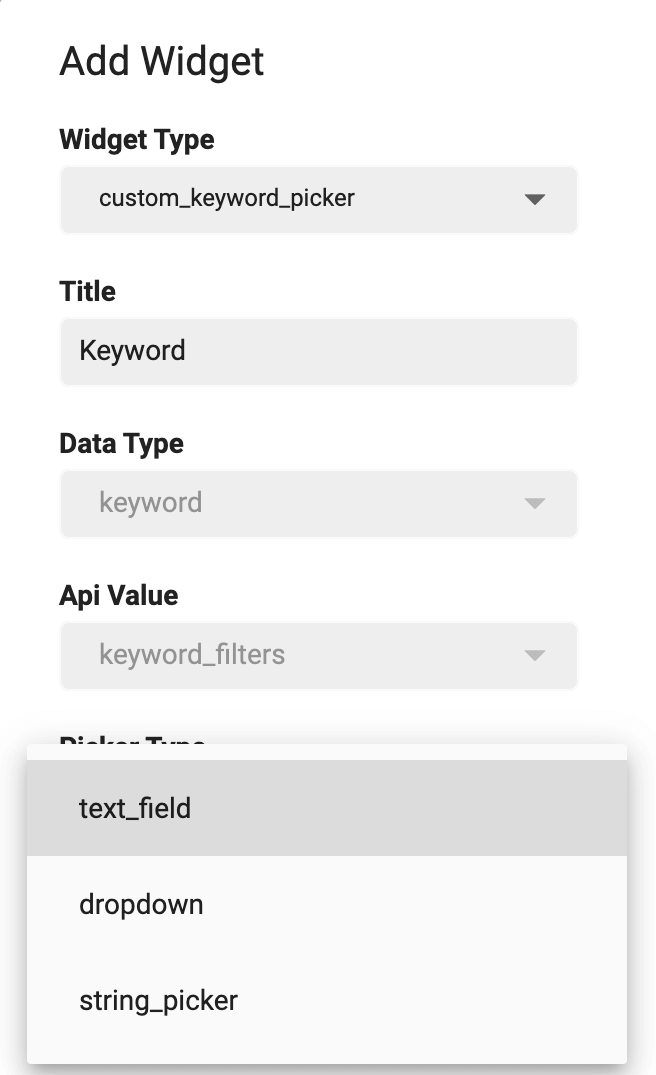 Add Widget
Widget Type
custom_keyword_picker
Title
Keyword
Data Type
keyword
Api Value
keyword_filters
Picker Type
text_field
dropdown
string_picker